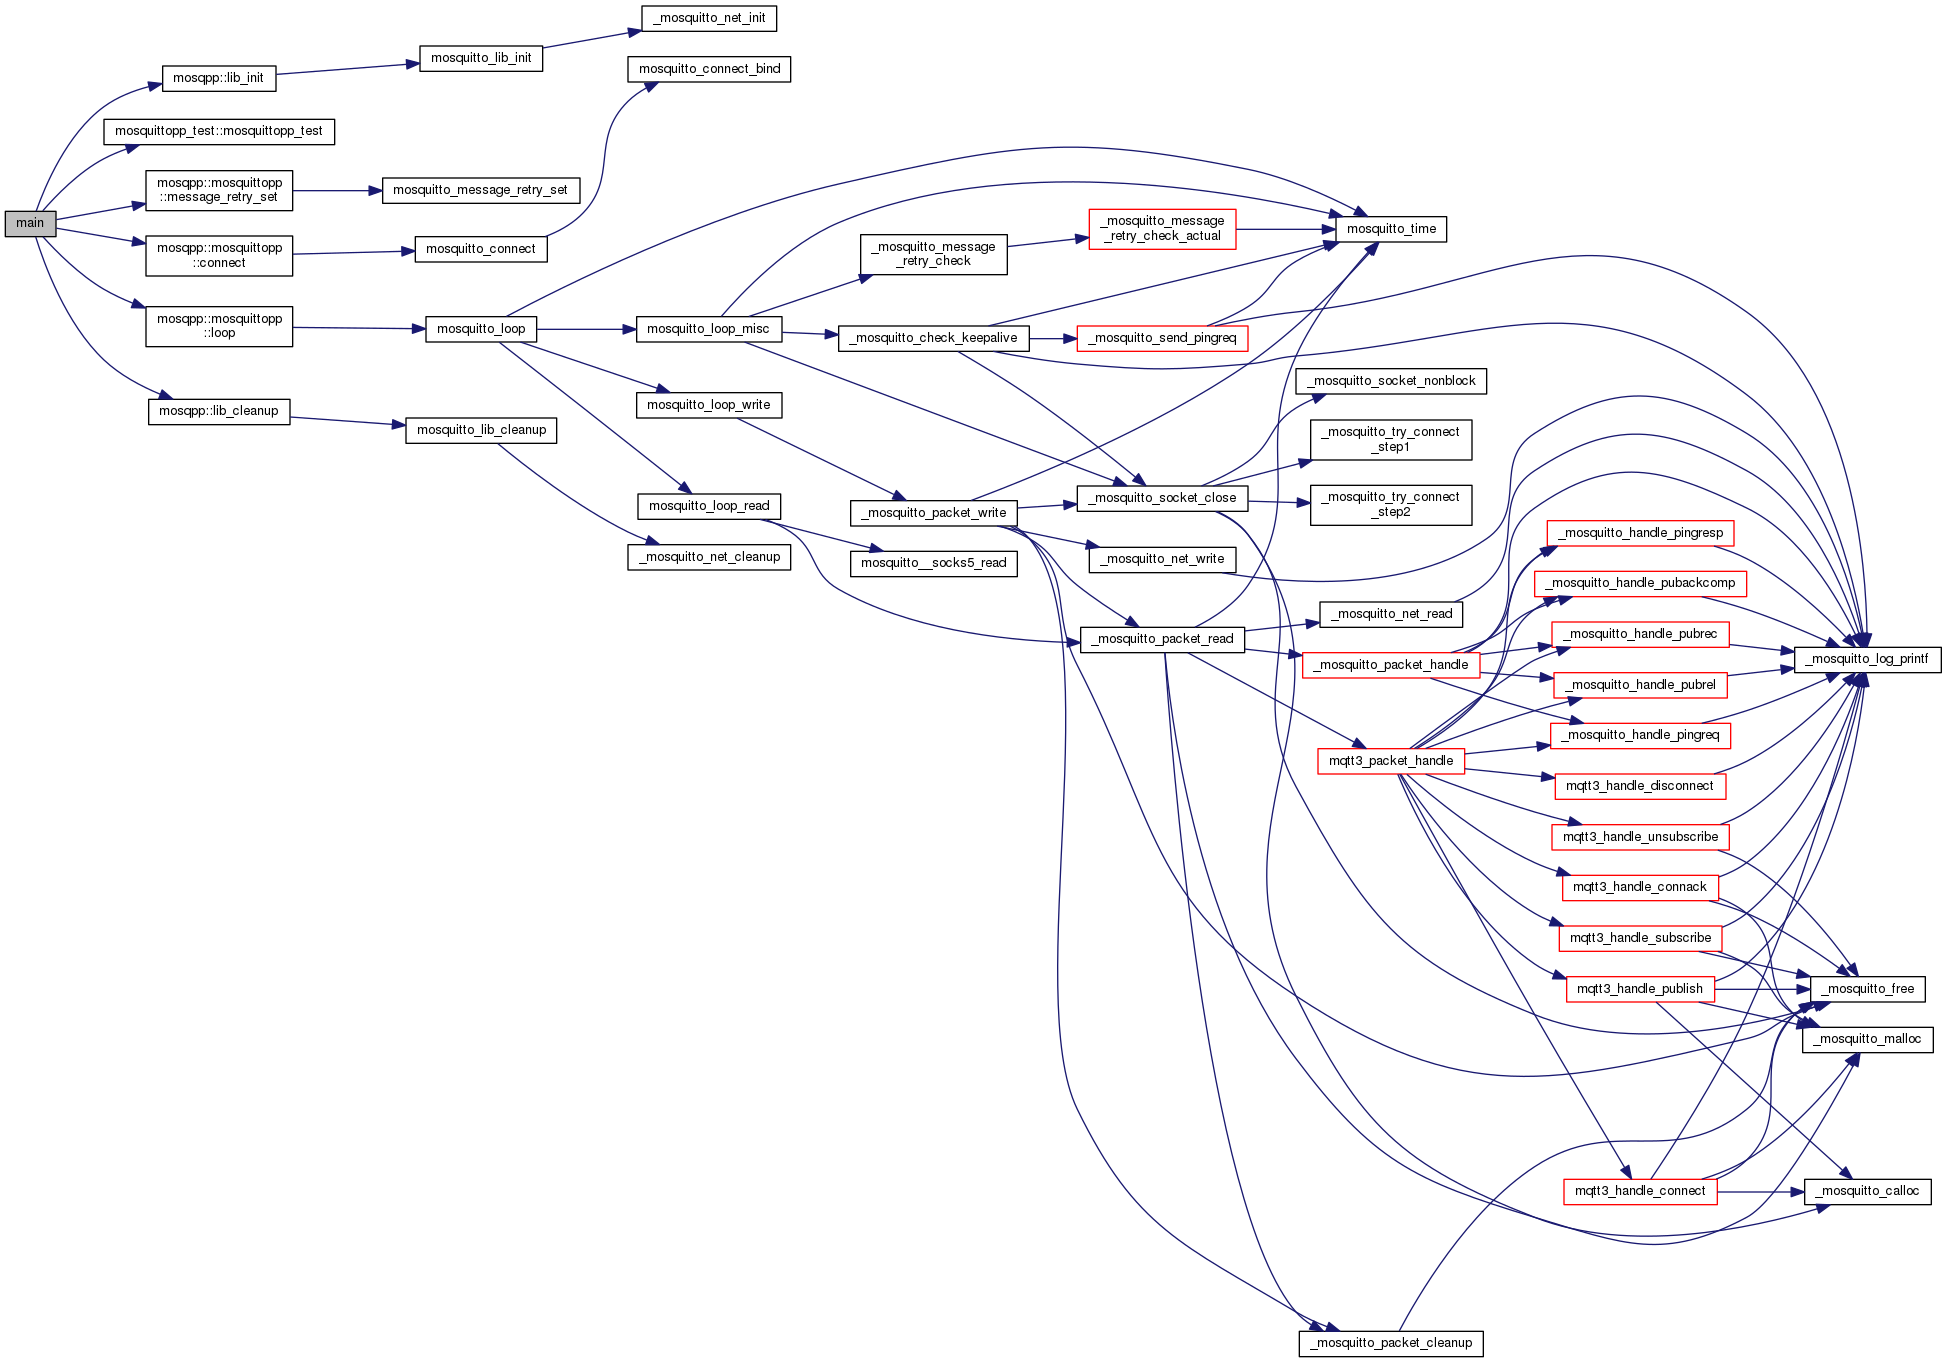 main
mosqpp::lib_init
mosquittopp_test::mosquittopp_test
mosqpp::mosquittopp
::message_retry_set
mosqpp::mosquittopp
::connect
mosqpp::mosquittopp
::loop
mosqpp::lib_cleanup
mosquitto_lib_init
mosquitto_message_retry_set
mosquitto_connect
mosquitto_loop
mosquitto_lib_cleanup
_mosquitto_net_init
mosquitto_connect_bind
mosquitto_loop_misc
mosquitto_loop_write
mosquitto_loop_read
_mosquitto_net_cleanup
_mosquitto_message
_retry_check
_mosquitto_check_keepalive
_mosquitto_packet_write
mosquitto__socks5_read
_mosquitto_message
_retry_check_actual
_mosquitto_send_pingreq
_mosquitto_socket_close
_mosquitto_net_write
_mosquitto_packet_read
mosquitto_time
_mosquitto_socket_nonblock
_mosquitto_try_connect
_step1
_mosquitto_try_connect
_step2
_mosquitto_net_read
_mosquitto_packet_handle
mqtt3_packet_handle
_mosquitto_packet_cleanup
_mosquitto_handle_pingresp
_mosquitto_handle_pubackcomp
_mosquitto_handle_pubrec
_mosquitto_handle_pubrel
_mosquitto_handle_pingreq
mqtt3_handle_disconnect
mqtt3_handle_unsubscribe
mqtt3_handle_connack
mqtt3_handle_subscribe
mqtt3_handle_publish
mqtt3_handle_connect
_mosquitto_log_printf
_mosquitto_free
_mosquitto_malloc
_mosquitto_calloc